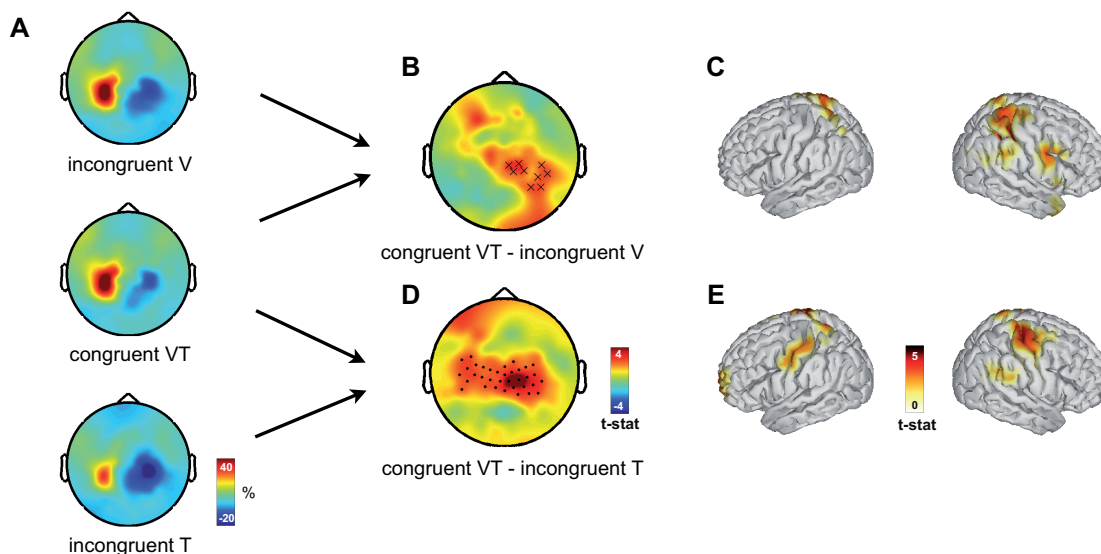 A
incongruent V
congruent VT
incongruent T
40
-20
%
B
congruent VT - incongruent V
C
D
congruent VT - incongruent T
4
-4
t-stat
E
5
0
t-stat